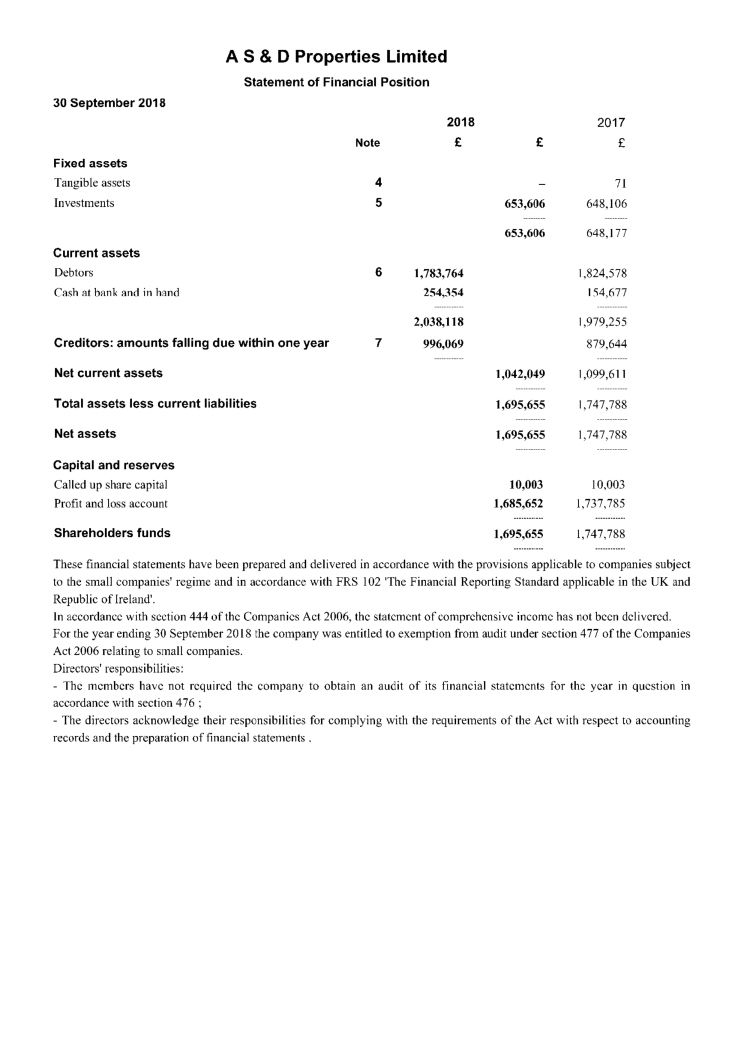 A S & D Properties Limited
Statement of Financial Position
30 September 2018
2018 2017
Note £ £ £
Fixed assets
Tangible assets 4 – 71
Investments 5 653,606 648,106
653,606 648,177
Current assets
Debtors 6 1,783,764 1,824,578
Cash at bank and in hand 254,354 154,677
2,038,118 1,979,255
Creditors: amounts falling due within one year 7 996,069 879,644
Net current assets 1,042,049 1,099,611
Total assets less current liabilities 1,695,655 1,747,788
Net assets 1,695,655 1,747,788
Capital and reserves
Called up share capital 10,003 10,003
Profit and loss account 1,685,652 1,737,785
Shareholders funds 1,695,655 1,747,788
These financial statements have been prepared and delivered in accordance with the provisions applicable to companies subject
to the small companies' regime and in accordance with FRS 102 'The Financial Reporting Standard applicable in the UK and
Republic of Ireland'.
In accordance with section 444 of the Companies Act 2006, the statement of comprehensive income has not been delivered.
For the year ending 30 September 2018 the company was entitled to exemption from audit under section 477 of the Companies
Act 2006 relating to small companies.
Directors' responsibilities:
- The members have not required the company to obtain an audit of its financial statements for the year in question in
accordance with section 476 ;
- The directors acknowledge their responsibilities for complying with the requirements of the Act with respect to accounting
records and the preparation of financial statements .